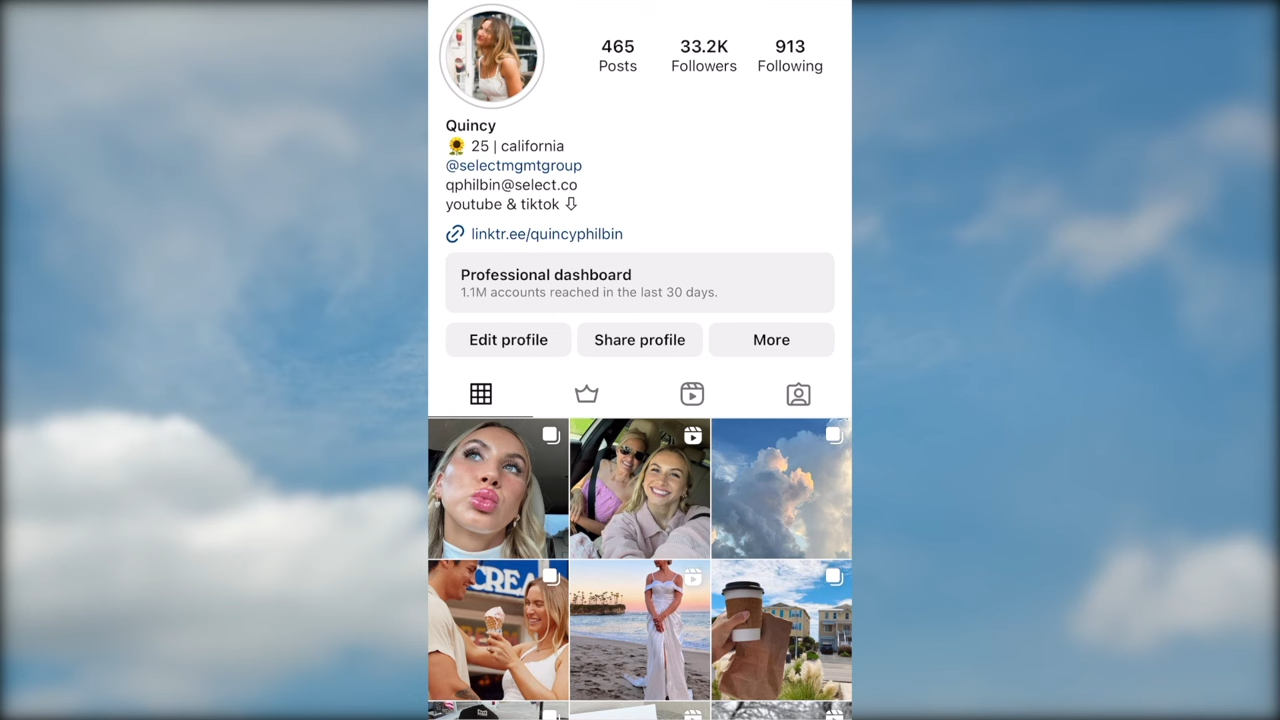 465 33.2K 913
Posts Followers Following
Quincy
🌻 25 | california
@selectmgmtgroup
qphilbin@select.co
youtube & tiktok ⇩
linktr.ee/quincyphilbin
Professional dashboard
1.1M accounts reached in the last 30 days.
Edit profile Share profile More
CREA